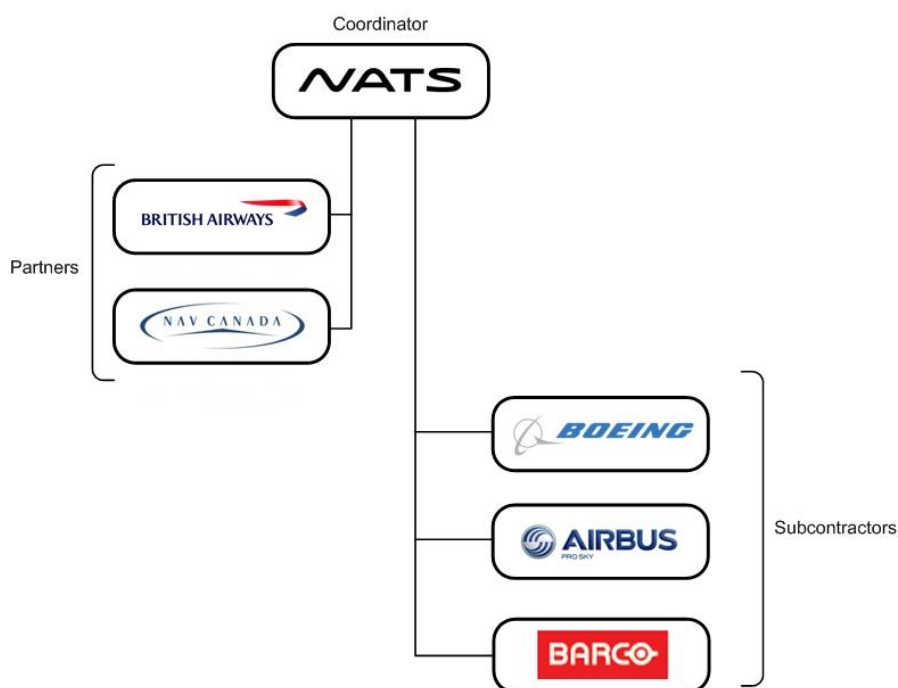 Coordinator
NATS
BRITISH AIRWAYS
Partners
NAV CANADA
BOEING
AIRBUS
PRO SKY
Subcontractors
BARCO